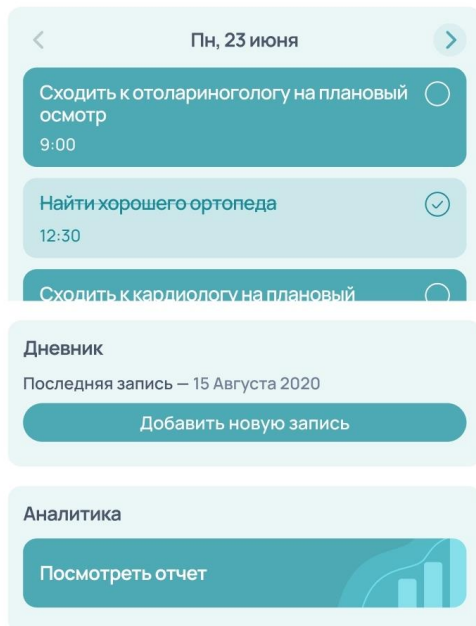 Пн, 23 июня
Сходить к отоларингологу на плановый
осмотр
9:00
Найти хорошего ортопеда
12:30
Сходить к кардиологу на плановый
Дневник
Последняя запись — 15 Августа 2020
Добавить новую запись
Аналитика
Посмотреть отчет